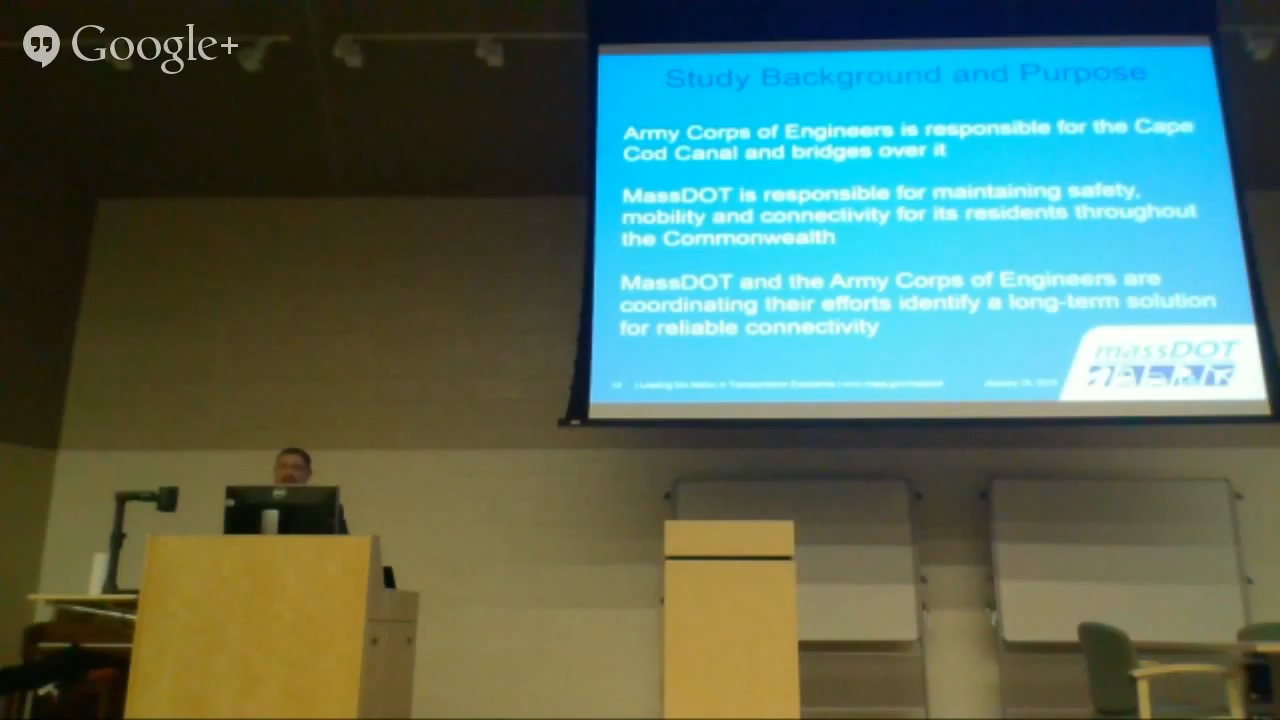 Google+
Study Background and Purpose
Army Corps of Engineers is responsible for the Cape
Cod Canal and bridges over it
MassDOT is responsible for maintaining safety,
mobility and connectivity for its residents throughout
the Commonwealth
MassDOT and the Army Corps of Engineers are
coordinating their efforts identify a long-term solution
for reliable connectivity
massDOT